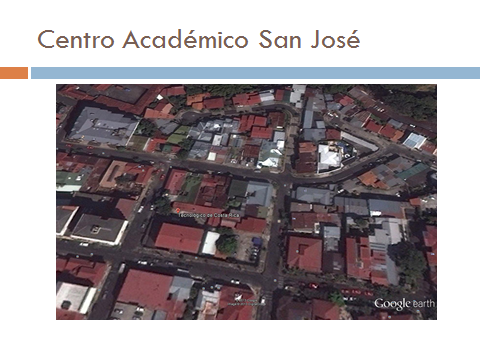 Centro Académico San José
Tecnológico de Costa Rica
Google earth